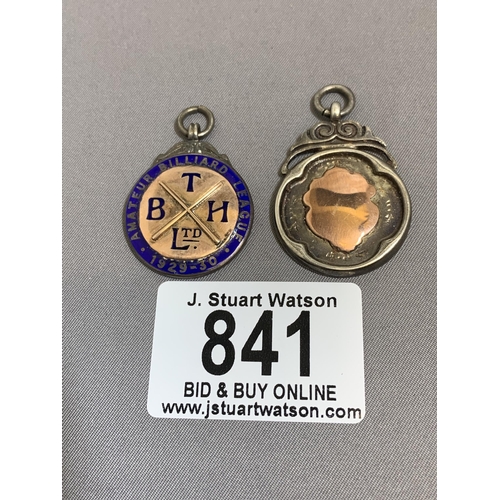 AMATEUR BILLIARD LEAGUE
T
B H
LTD.
· 1929-30 ·
J. Stuart Watson
841
BID & BUY ONLINE
www.jstuartwatson.com